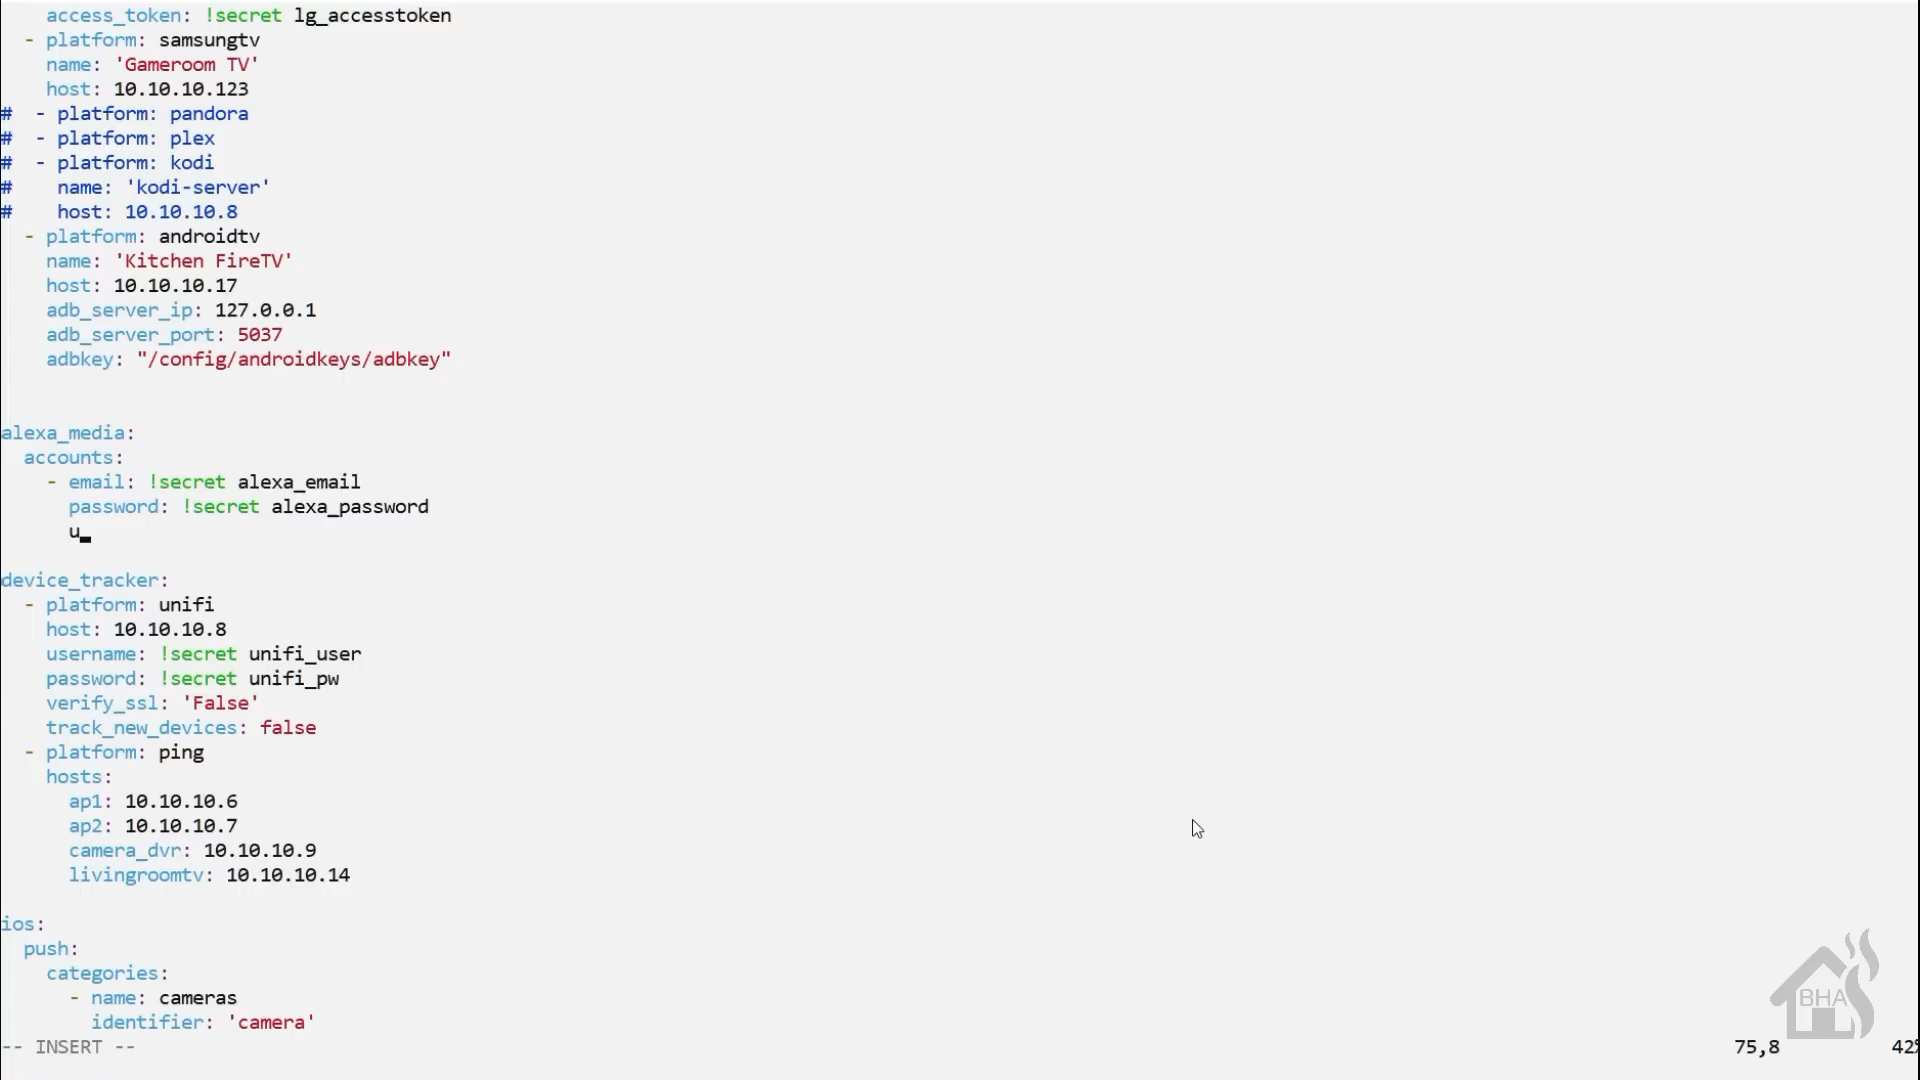 access_token: !secret lg_accesstoken
  - platform: samsungtv
    name: 'Gameroom TV'
    host: 10.10.10.123
#  - platform: pandora
#  - platform: plex
#  - platform: kodi
#    name: 'kodi-server'
#    host: 10.10.10.8
  - platform: androidtv
    name: 'Kitchen FireTV'
    host: 10.10.10.17
    adb_server_ip: 127.0.0.1
    adb_server_port: 5037
    adbkey: "/config/androidkeys/adbkey"
alexa_media:
  accounts:
    - email: !secret alexa_email
      password: !secret alexa_password
      u
device_tracker:
  - platform: unifi
    host: 10.10.10.8
    username: !secret unifi_user
    password: !secret unifi_pw
    verify_ssl: 'False'
    track_new_devices: false
  - platform: ping
    hosts:
      ap1: 10.10.10.6
      ap2: 10.10.10.7
      camera_dvr: 10.10.10.9
      livingroomtv: 10.10.10.14
ios:
  push:
    categories:
      - name: cameras
        identifier: 'camera'
BHA
-- INSERT -- 75,8 42%